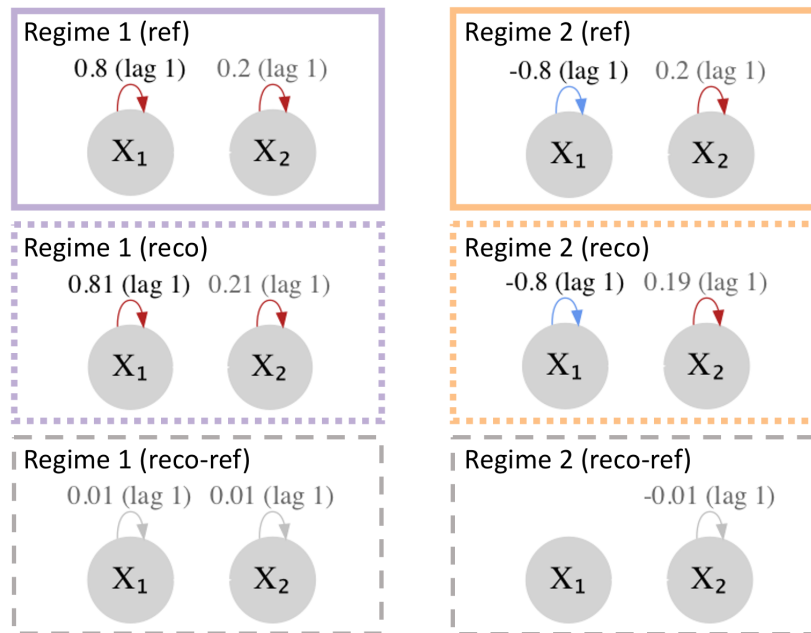 Regime 1 (ref)
0.8 (lag 1) 0.2 (lag 1)
X1 X2
Regime 2 (ref)
-0.8 (lag 1) 0.2 (lag 1)
X1 X2
Regime 1 (reco)
0.81 (lag 1) 0.21 (lag 1)
X1 X2
Regime 2 (reco)
-0.8 (lag 1) 0.19 (lag 1)
X1 X2
Regime 1 (reco-ref)
0.01 (lag 1) 0.01 (lag 1)
X1 X2
Regime 2 (reco-ref)
-0.01 (lag 1)
X1 X2